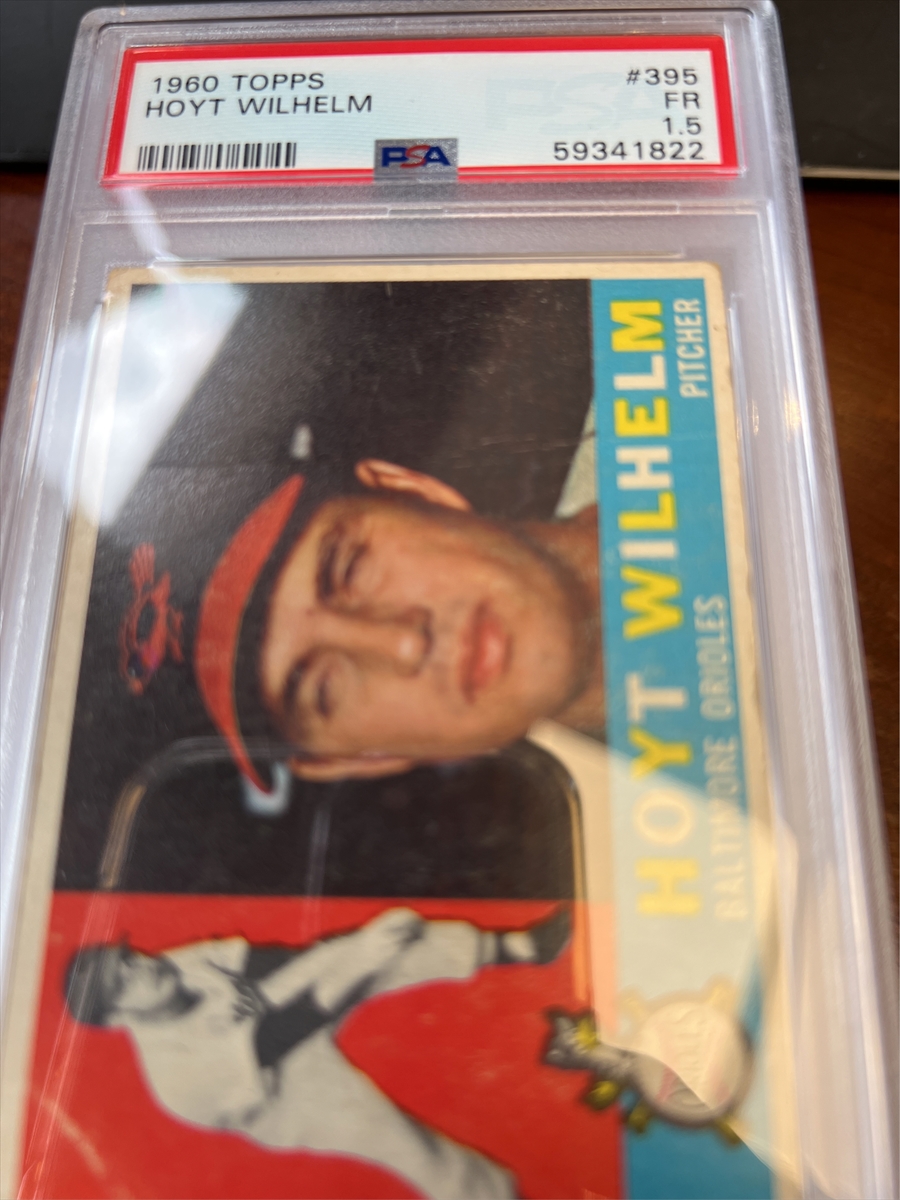 1960 TOPPS #395
HOYT WILHELM FR
1.5
PSA 59341822
HOYT WILHELM
BALTIMORE ORIOLES PITCHER